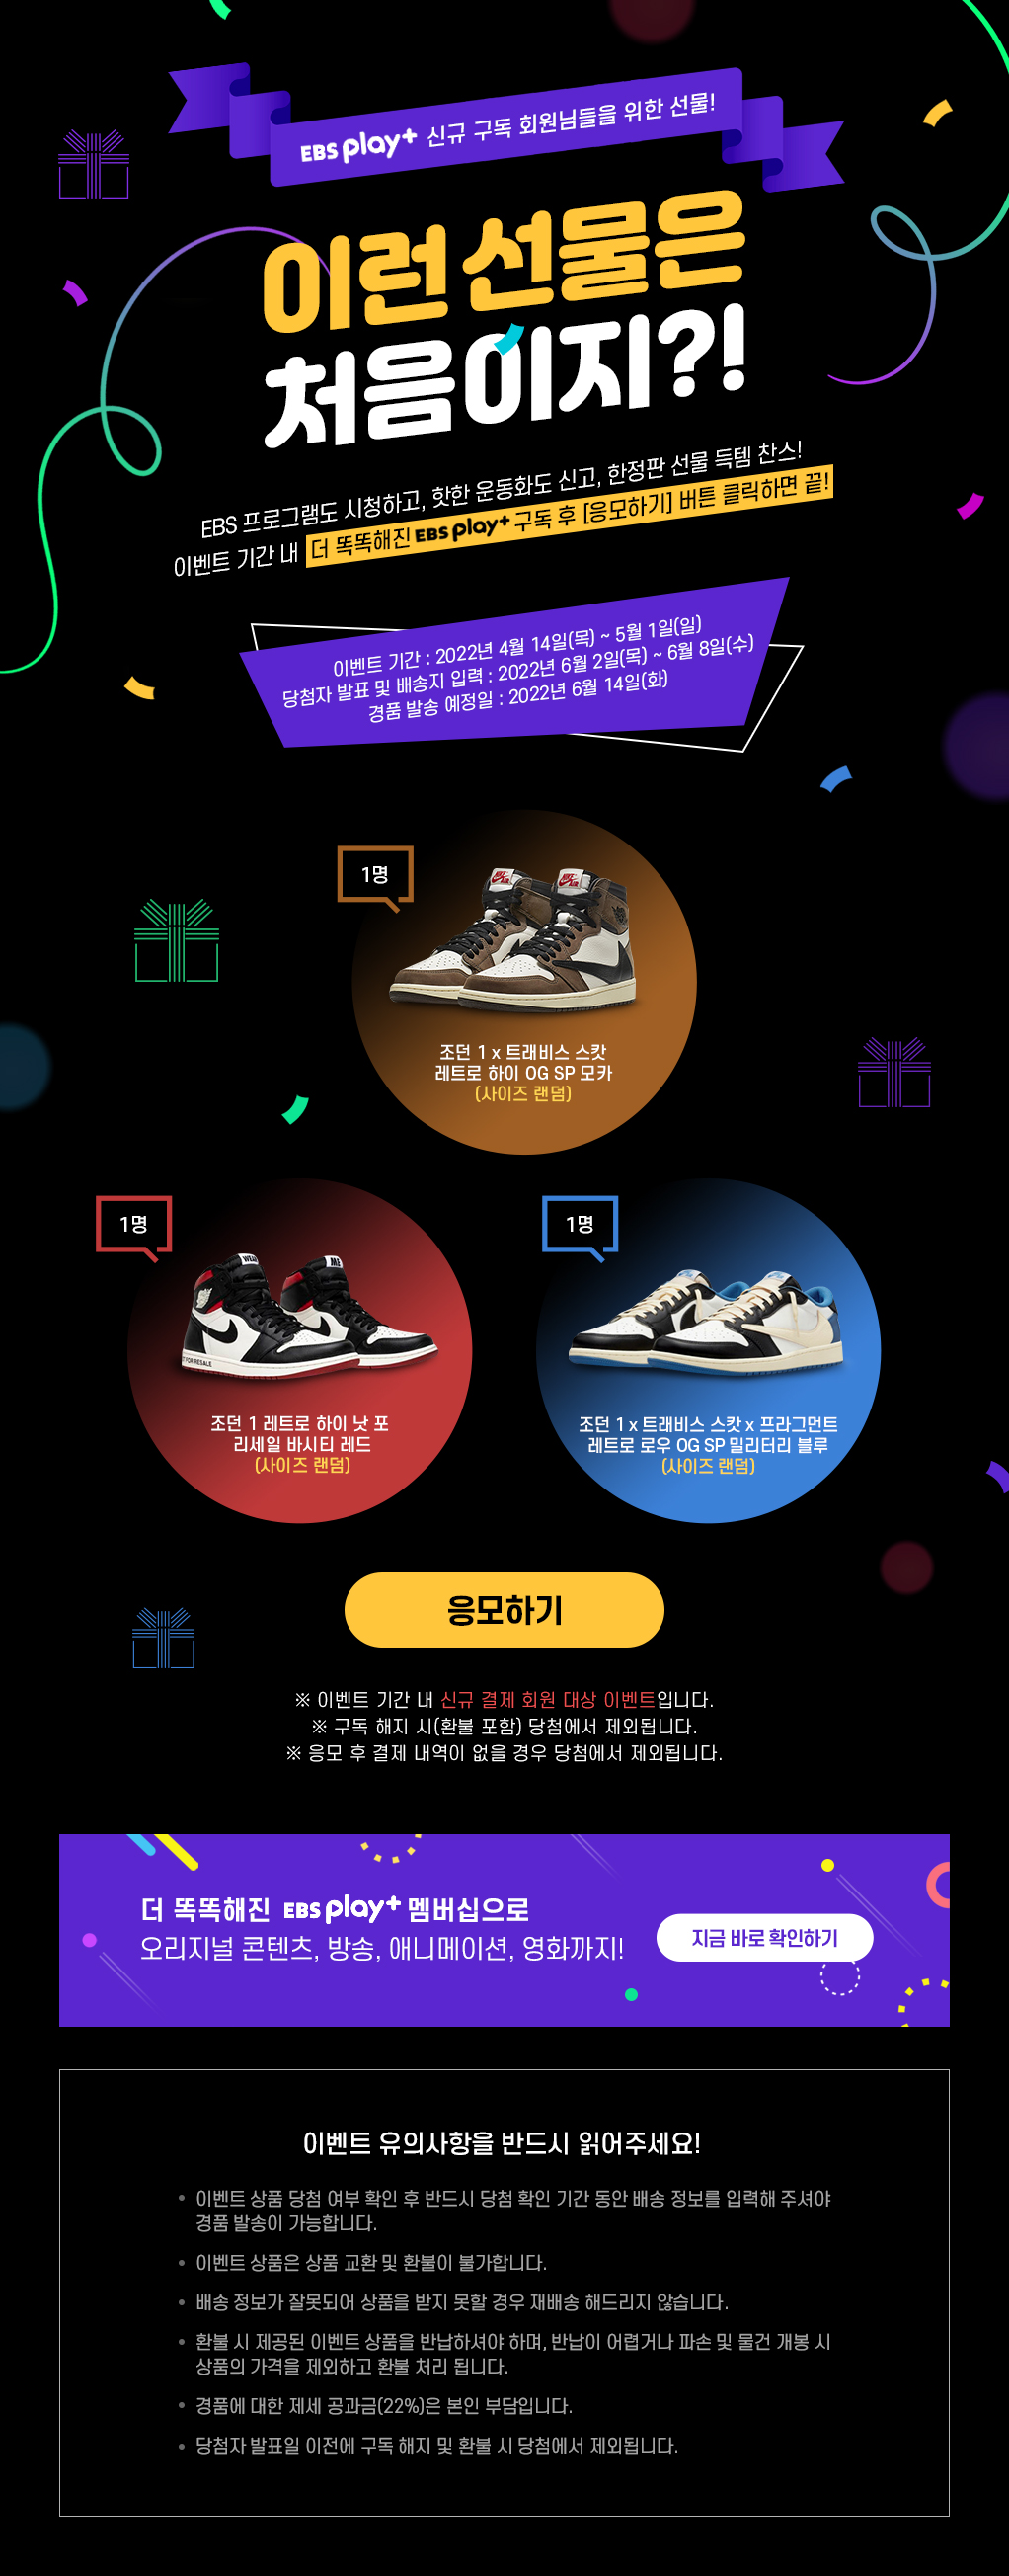 EBS play+ 신규 구독 회원님들을 위한 선물!
이런 선물은
처음이지?!
EBS 프로그램도 시청하고, 핫한 운동화도 신고, 한정판 선물 득템 찬스!
이벤트 기간 내 더 똑똑해진 EBS play+ 구독 후 [응모하기] 버튼 클릭하면 끝!
이벤트 기간 : 2022년 4월 14일(목) ~ 5월 1일(일)
당첨자 발표 및 배송지 입력 : 2022년 6월 2일(목) ~ 6월 8일(수)
경품 발송 예정일 : 2022년 6월 14일(화)
1명
조던 1 x 트래비스 스캇
레트로 하이 OG SP 모카
(사이즈 랜덤)
1명
조던 1 레트로 하이 낫 포
리세일 바시티 레드
(사이즈 랜덤)
1명
조던 1 x 트래비스 스캇 x 프라그먼트
레트로 로우 OG SP 밀리터리 블루
(사이즈 랜덤)
응모하기
※ 이벤트 기간 내 신규 결제 회원 대상 이벤트입니다.
※ 구독 해지 시(환불 포함) 당첨에서 제외됩니다.
※ 응모 후 결제 내역이 없을 경우 당첨에서 제외됩니다.
더 똑똑해진 EBS play+ 멤버십으로
오리지널 콘텐츠, 방송, 애니메이션, 영화까지!
지금 바로 확인하기
이벤트 유의사항을 반드시 읽어주세요!
• 이벤트 상품 당첨 여부 확인 후 반드시 당첨 확인 기간 동안 배송 정보를 입력해 주셔야
경품 발송이 가능합니다.
• 이벤트 상품은 상품 교환 및 환불이 불가합니다.
• 배송 정보가 잘못되어 상품을 받지 못할 경우 재배송 해드리지 않습니다.
• 환불 시 제공된 이벤트 상품을 반납하셔야 하며, 반납이 어렵거나 파손 및 물건 개봉 시
상품의 가격을 제외하고 환불 처리 됩니다.
• 경품에 대한 제세 공과금(22%)은 본인 부담입니다.
• 당첨자 발표일 이전에 구독 해지 및 환불 시 당첨에서 제외됩니다.